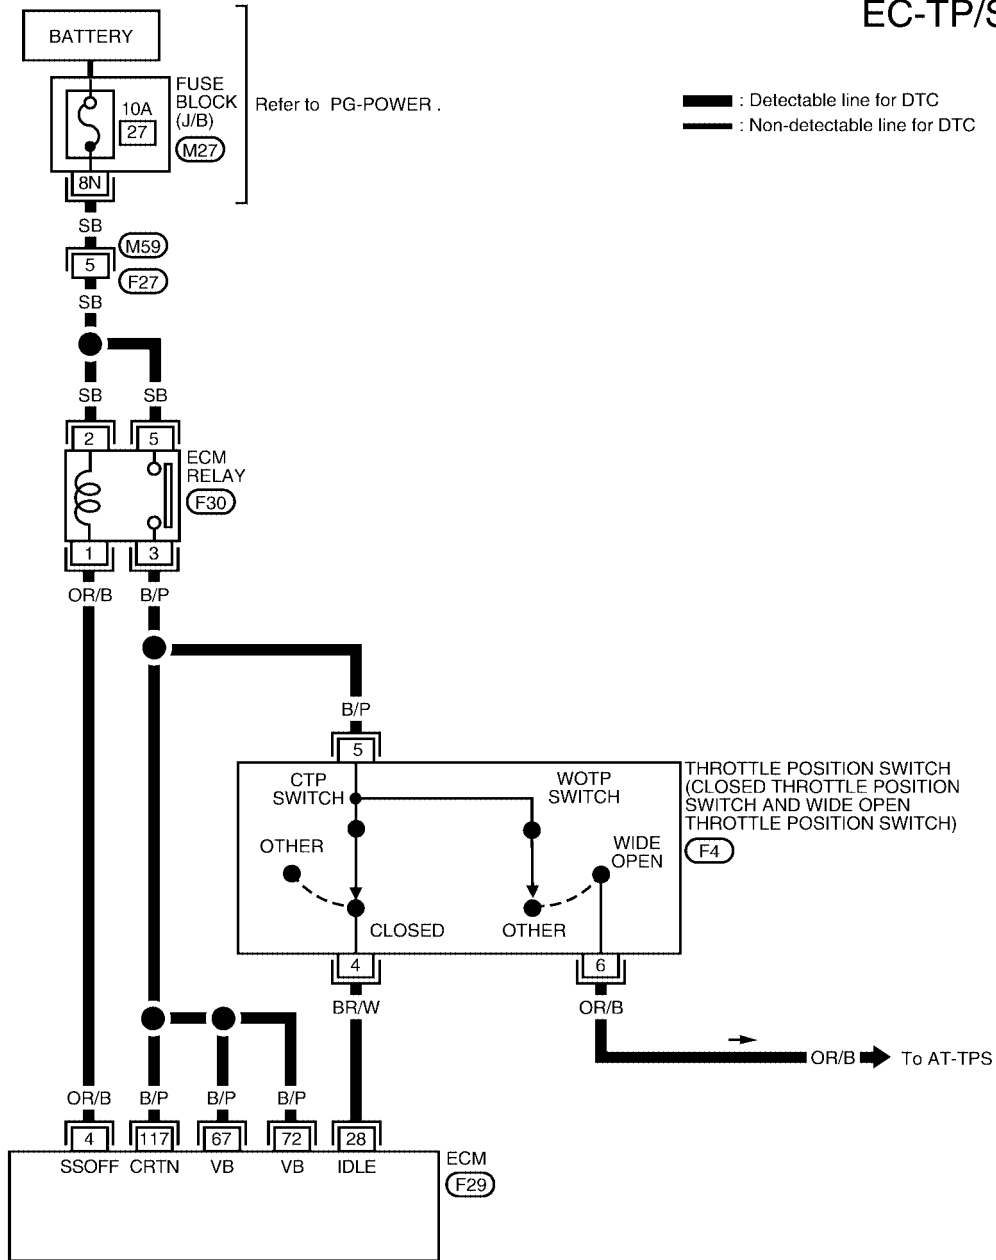 EC-TP/S
BATTERY
FUSE
BLOCK
(J/B)
10A
27
M27
Refer to PG-POWER .
: Detectable line for DTC
: Non-detectable line for DTC
8N
SB
M59
5
F27
SB
SB SB
2 5
ECM
RELAY
F30
1 3
OR/B B/P
B/P
5
CTP
SWITCH
WOTP
SWITCH
THROTTLE POSITION SWITCH
(CLOSED THROTTLE POSITION
SWITCH AND WIDE OPEN
THROTTLE POSITION SWITCH)
F4
OTHER
WIDE
OPEN
CLOSED
OTHER
4 6
BR/W OR/B
OR/B To AT-TPS
OR/B B/P B/P B/P
4 117 67 72 28
SSOFF CRTN VB VB IDLE
ECM
F29